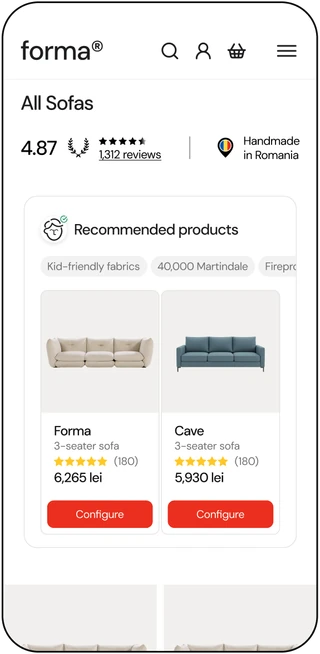 forma®
All Sofas
4.87
1,312 reviews
Handmade
in Romania
Recommended products
Kid-friendly fabrics
40,000 Martindale
Firepro
Forma
3-seater sofa
(180)
6,265 lei
Configure
Cave
3-seater sofa
(180)
5,930 lei
Configure